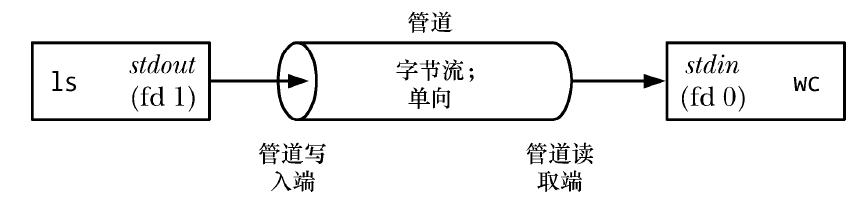 管道
ls
stdout
(fd 1)
字节流；
单向
stdin
(fd 0)
wc
管道写
入端
管道读
取端